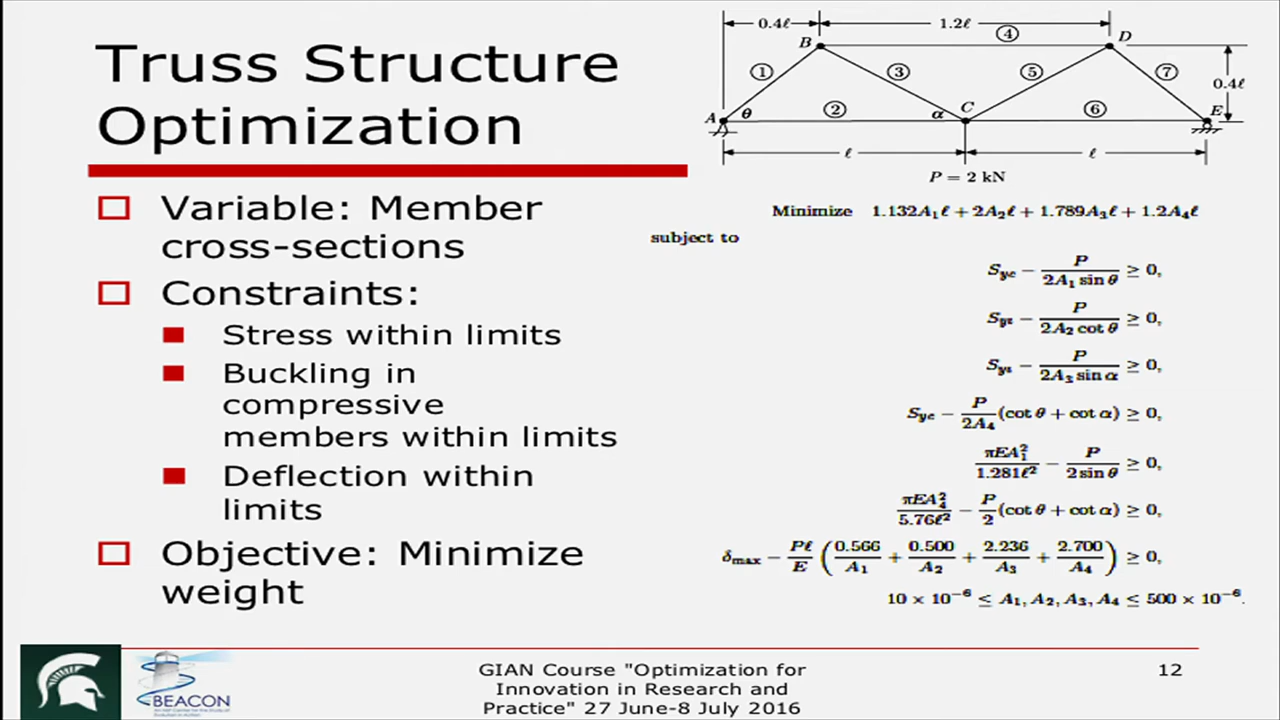 Truss Structure
Optimization
Variable: Member
cross-sections
Constraints:
Stress within limits
Buckling in
compressive
members within limits
Deflection within
limits
Objective: Minimize
weight
0.4ℓ
1.2ℓ
B
④
D
①
③
⑤
⑦
0.4ℓ
A
θ
②
α
C
⑥
E
ℓ
ℓ
P = 2 kN
Minimize 1.132A₁ℓ + 2A₂ℓ + 1.789A₃ℓ + 1.2A₄ℓ
subject to
S_yc − P / (2A₁ sin θ) ≥ 0,
S_yt − P / (2A₂ cot θ) ≥ 0,
S_yt − P / (2A₃ sin α) ≥ 0,
S_yc − P / (2A₄) (cot θ + cot α) ≥ 0,
πEA₁² / 1.281ℓ² − P / (2 sin θ) ≥ 0,
πEA₄² / 5.76ℓ² − P / 2 (cot θ + cot α) ≥ 0,
δ_max − Pℓ / E (0.566 / A₁ + 0.500 / A₂ + 2.236 / A₃ + 2.700 / A₄) ≥ 0,
10 × 10⁻⁶ ≤ A₁, A₂, A₃, A₄ ≤ 500 × 10⁻⁶.
BEACON
GIAN Course "Optimization for
Innovation in Research and
Practice" 27 June-8 July 2016
12